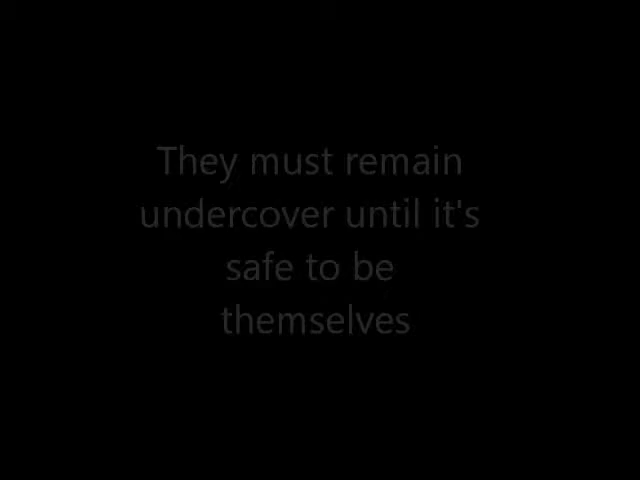 They must remain
undercover until it's
safe to be
themselves